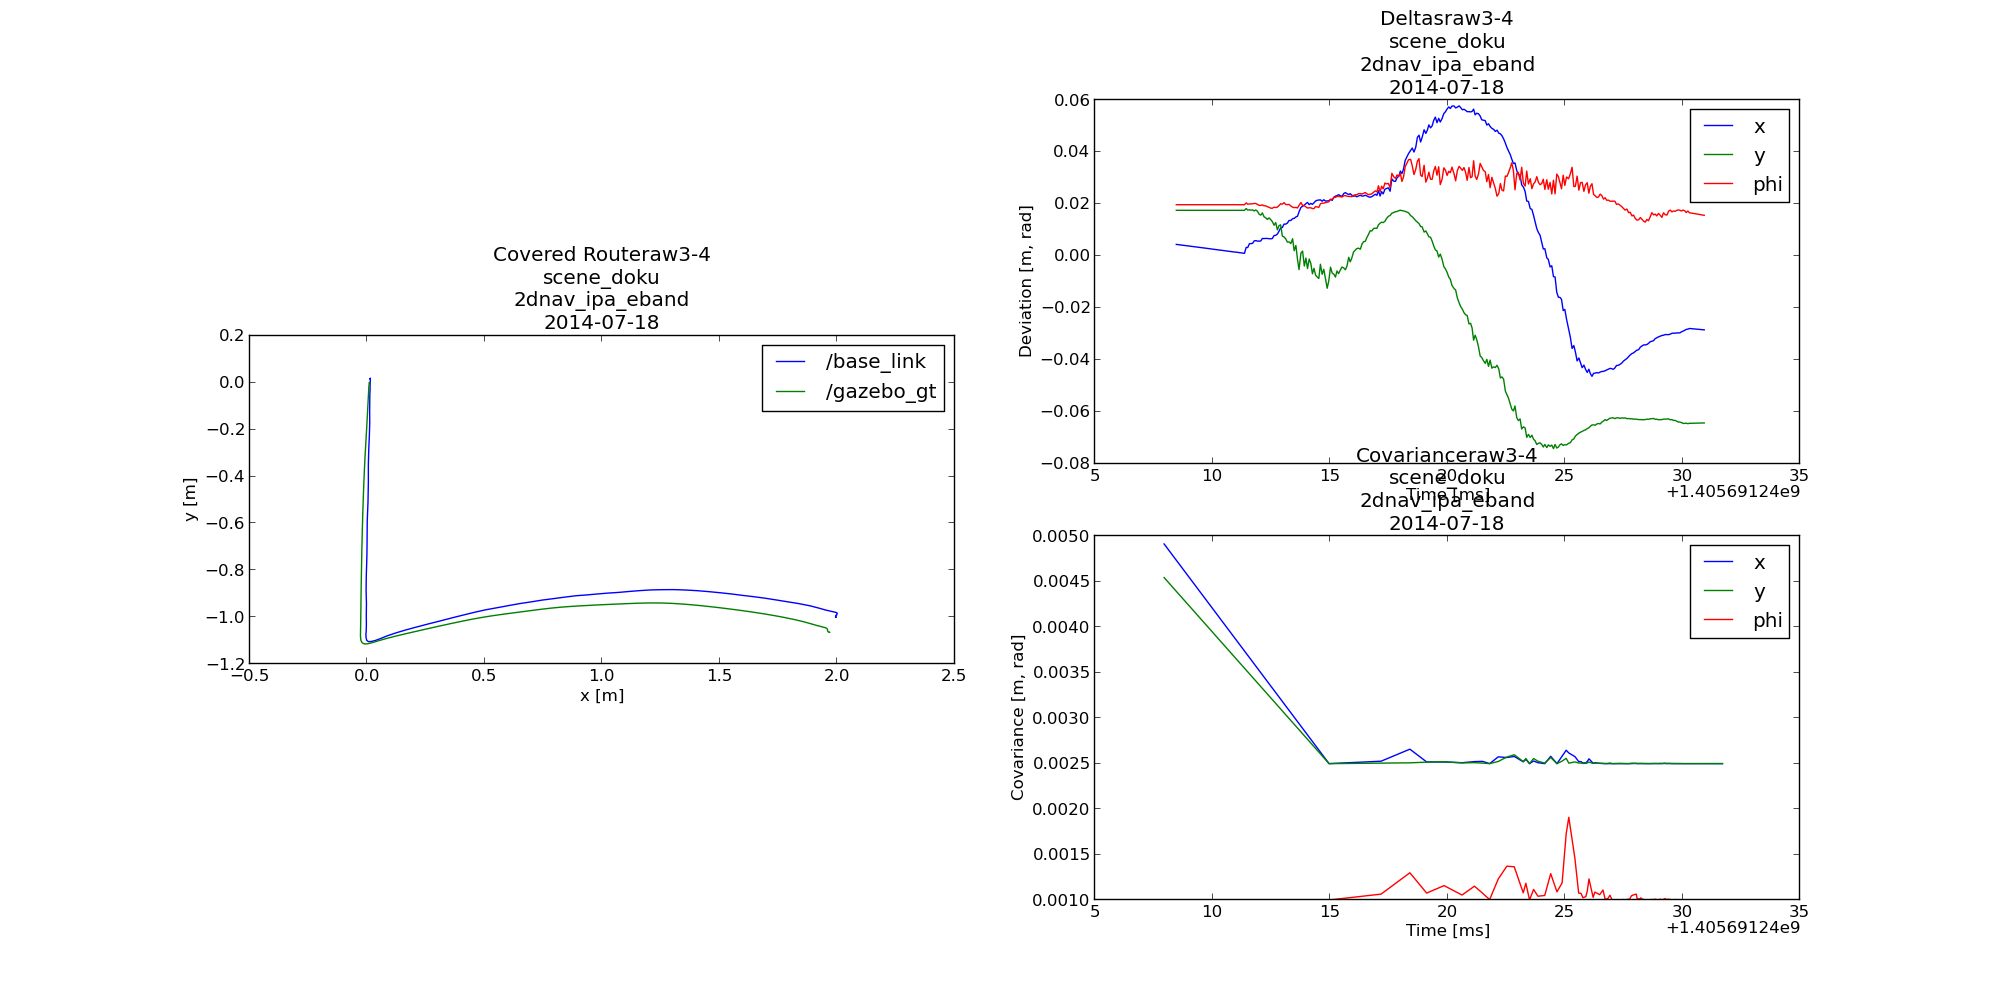 Covered Routeraw3-4
scene_doku
2dnav_ipa_eband
2014-07-18
0.2
0.0
−0.2
−0.4
−0.6
−0.8
−1.0
−1.2
y [m]
/base_link
/gazebo_gt
−0.5 0.0 0.5 1.0 1.5 2.0 2.5
x [m]
Deltasraw3-4
scene_doku
2dnav_ipa_eband
2014-07-18
0.06
0.04
0.02
0.00
−0.02
−0.04
−0.06
−0.08
Deviation [m, rad]
x
y
phi
5 10 15 20 25 30 35
Time [ms]
+1.40569124e9
Covarianceraw3-4
scene_doku
2dnav_ipa_eband
2014-07-18
0.0050
0.0045
0.0040
0.0035
0.0030
0.0025
0.0020
0.0015
0.0010
Covariance [m, rad]
x
y
phi
5 10 15 20 25 30 35
Time [ms]
+1.40569124e9